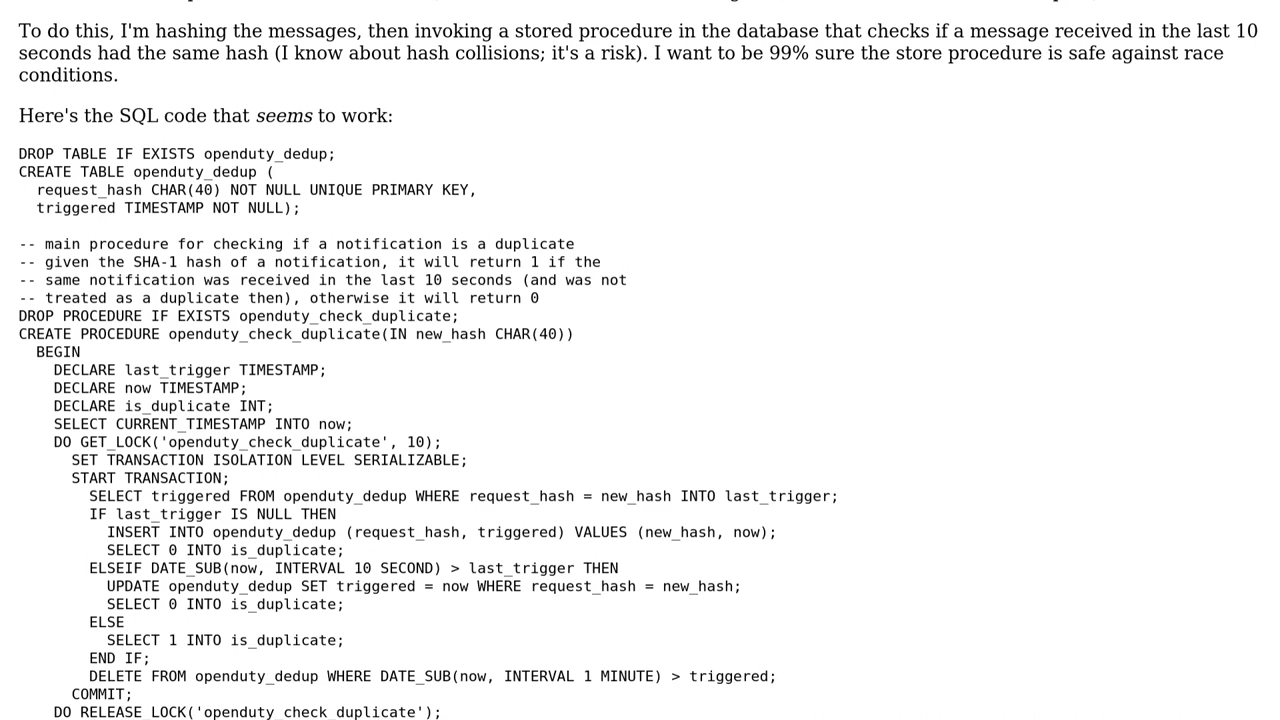 To do this, I'm hashing the messages, then invoking a stored procedure in the database that checks if a message received in the last 10
seconds had the same hash (I know about hash collisions; it's a risk). I want to be 99% sure the store procedure is safe against race
conditions.
Here's the SQL code that seems to work:
DROP TABLE IF EXISTS openduty_dedup;
CREATE TABLE openduty_dedup (
  request_hash CHAR(40) NOT NULL UNIQUE PRIMARY KEY,
  triggered TIMESTAMP NOT NULL);
-- main procedure for checking if a notification is a duplicate
-- given the SHA-1 hash of a notification, it will return 1 if the
-- same notification was received in the last 10 seconds (and was not
-- treated as a duplicate then), otherwise it will return 0
DROP PROCEDURE IF EXISTS openduty_check_duplicate;
CREATE PROCEDURE openduty_check_duplicate(IN new_hash CHAR(40))
  BEGIN
    DECLARE last_trigger TIMESTAMP;
    DECLARE now TIMESTAMP;
    DECLARE is_duplicate INT;
    SELECT CURRENT_TIMESTAMP INTO now;
    DO GET_LOCK('openduty_check_duplicate', 10);
      SET TRANSACTION ISOLATION LEVEL SERIALIZABLE;
      START TRANSACTION;
        SELECT triggered FROM openduty_dedup WHERE request_hash = new_hash INTO last_trigger;
        IF last_trigger IS NULL THEN
          INSERT INTO openduty_dedup (request_hash, triggered) VALUES (new_hash, now);
          SELECT 0 INTO is_duplicate;
        ELSEIF DATE_SUB(now, INTERVAL 10 SECOND) > last_trigger THEN
          UPDATE openduty_dedup SET triggered = now WHERE request_hash = new_hash;
          SELECT 0 INTO is_duplicate;
        ELSE
          SELECT 1 INTO is_duplicate;
        END IF;
        DELETE FROM openduty_dedup WHERE DATE_SUB(now, INTERVAL 1 MINUTE) > triggered;
      COMMIT;
    DO RELEASE_LOCK('openduty_check_duplicate');